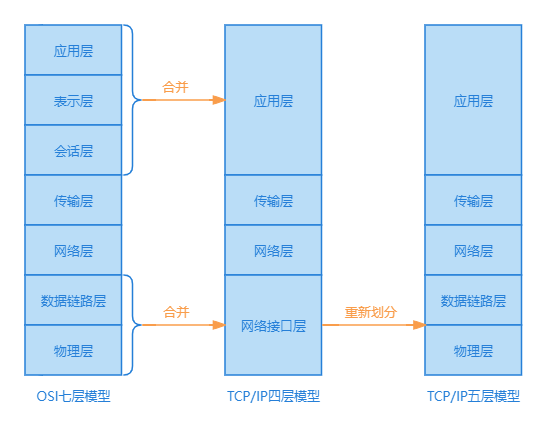 应用层
表示层
会话层
传输层
网络层
数据链路层
物理层
OSI七层模型
合并
合并
应用层
传输层
网络层
网络接口层
TCP/IP四层模型
重新划分
应用层
传输层
网络层
数据链路层
物理层
TCP/IP五层模型